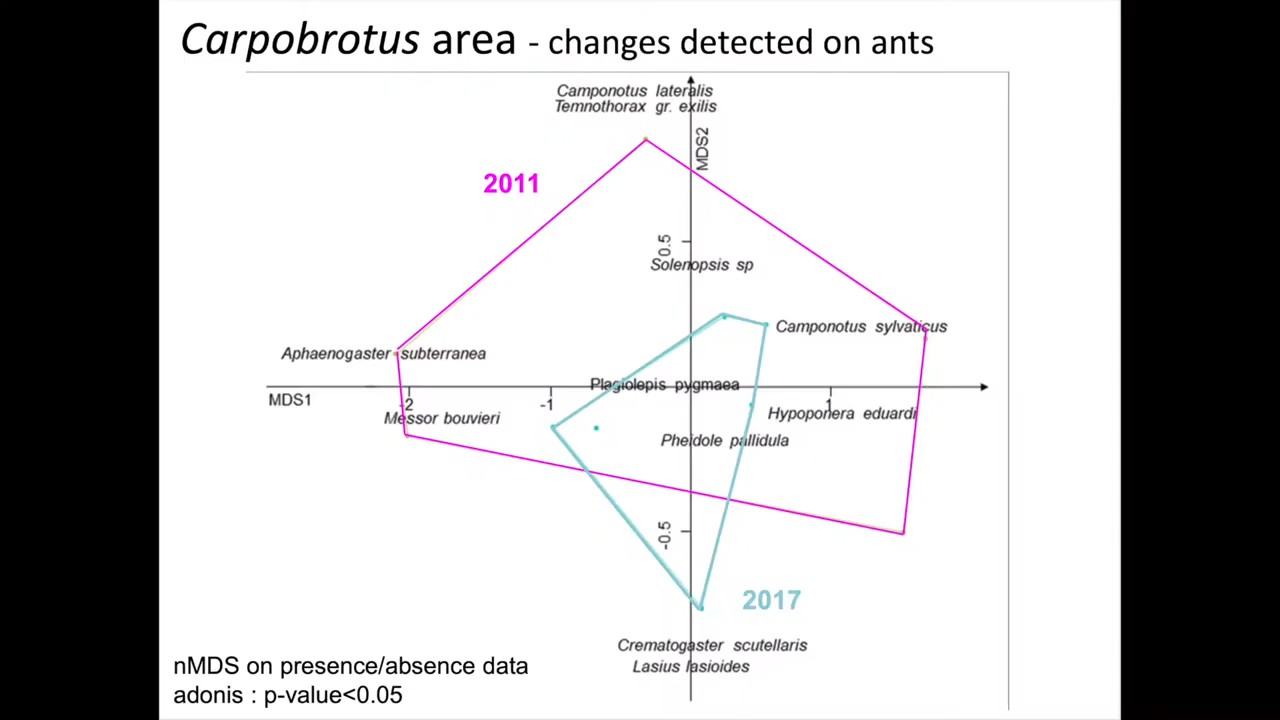 Carpobrotus area - changes detected on ants
Camponotus lateralis
Temnothorax gr. exilis
MDS2
2011
0.5
Solenopsis sp
Camponotus sylvaticus
Aphaenogaster subterranea
Plagiolepis pygmaea
MDS1
-2
-1
1
Messor bouvieri
Hypoponera eduardi
Pheidole pallidula
-0.5
2017
Crematogaster scutellaris
Lasius lasioides
nMDS on presence/absence data
adonis : p-value<0.05